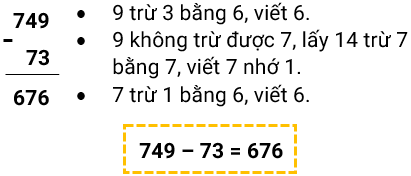 749
-
73
676
• 9 trừ 3 bằng 6, viết 6.
• 9 không trừ được 7, lấy 14 trừ 7
bằng 7, viết 7 nhớ 1.
• 7 trừ 1 bằng 6, viết 6.
749 – 73 = 676